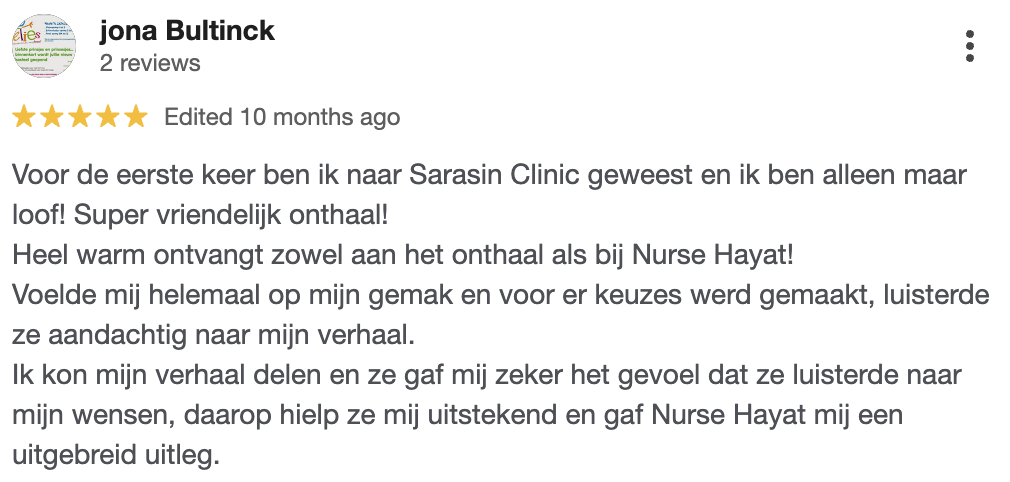 jona Bultinck
2 reviews
Edited 10 months ago
Voor de eerste keer ben ik naar Sarasin Clinic geweest en ik ben alleen maar
loof! Super vriendelijk onthaal!
Heel warm ontvangt zowel aan het onthaal als bij Nurse Hayat!
Voelde mij helemaal op mijn gemak en voor er keuzes werd gemaakt, luisterde
ze aandachtig naar mijn verhaal.
Ik kon mijn verhaal delen en ze gaf mij zeker het gevoel dat ze luisterde naar
mijn wensen, daarop hielp ze mij uitstekend en gaf Nurse Hayat mij een
uitgebreid uitleg.